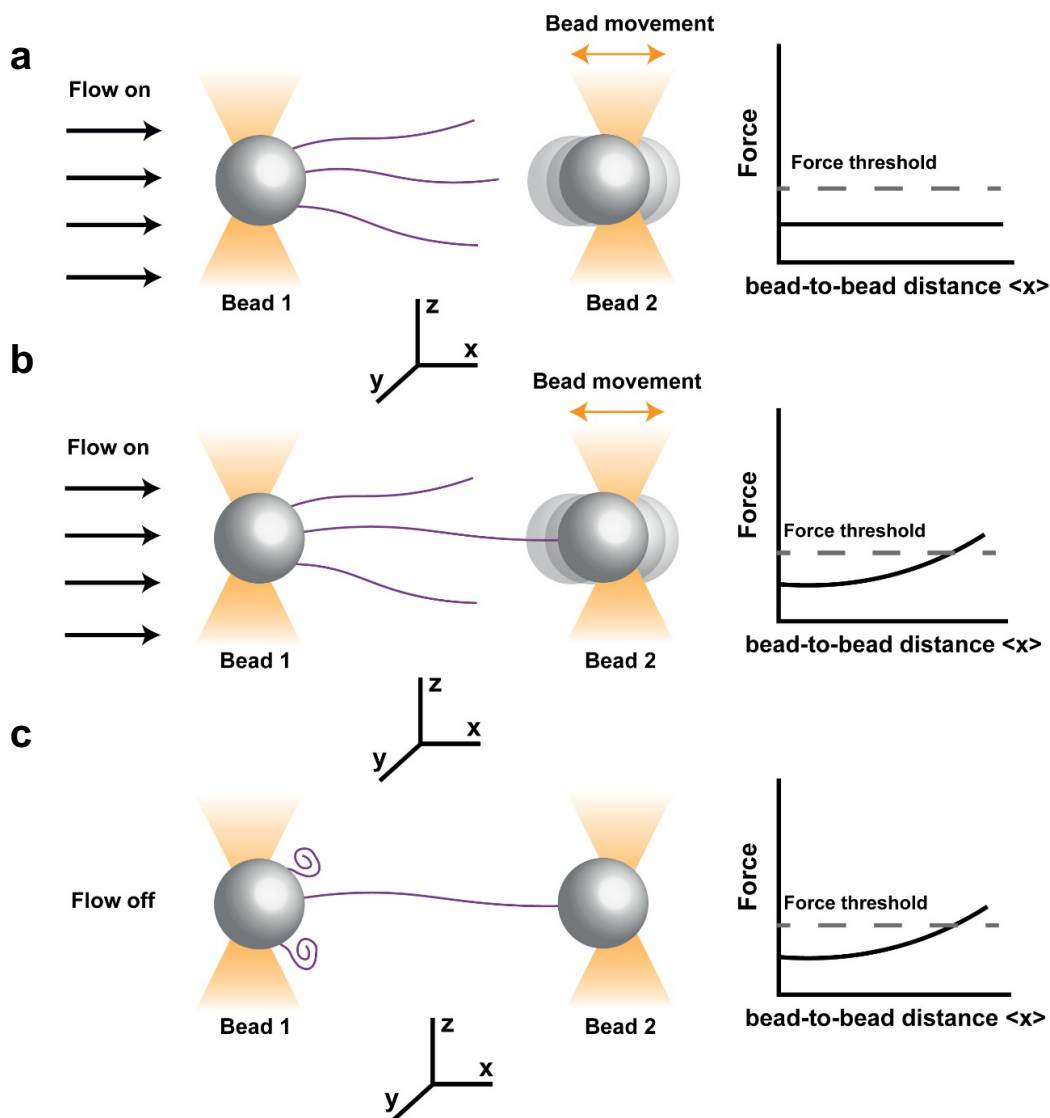 a
Flow on
Bead movement
Bead 1
Bead 2
Force
Force threshold
bead-to-bead distance <x>
z
x
y
b
Flow on
Bead movement
Bead 1
Bead 2
Force
Force threshold
bead-to-bead distance <x>
z
x
y
c
Flow off
Bead 1
Bead 2
Force
Force threshold
bead-to-bead distance <x>
z
x
y